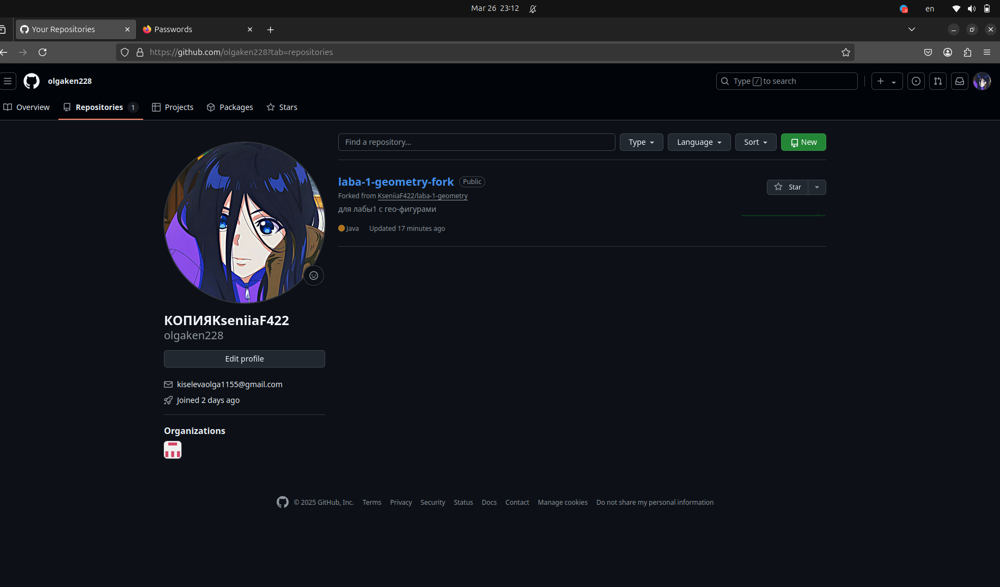 Mar 26 23:12
en
Your Repositories
Passwords
https://github.com/olgaken228?tab=repositories
olgaken228
Type / to search
Overview
Repositories 1
Projects
Packages
Stars
Find a repository...
Type
Language
Sort
New
laba-1-geometry-fork Public
Star
Forked from KseniiaF422/laba-1-geometry
для лабы1 с гео-фигурами
Java Updated 17 minutes ago
КОПИЯKseniiaF422
olgaken228
Edit profile
kiselevaolga1155@gmail.com
Joined 2 days ago
Organizations
© 2025 GitHub, Inc. Terms Privacy Security Status Docs Contact Manage cookies Do not share my personal information